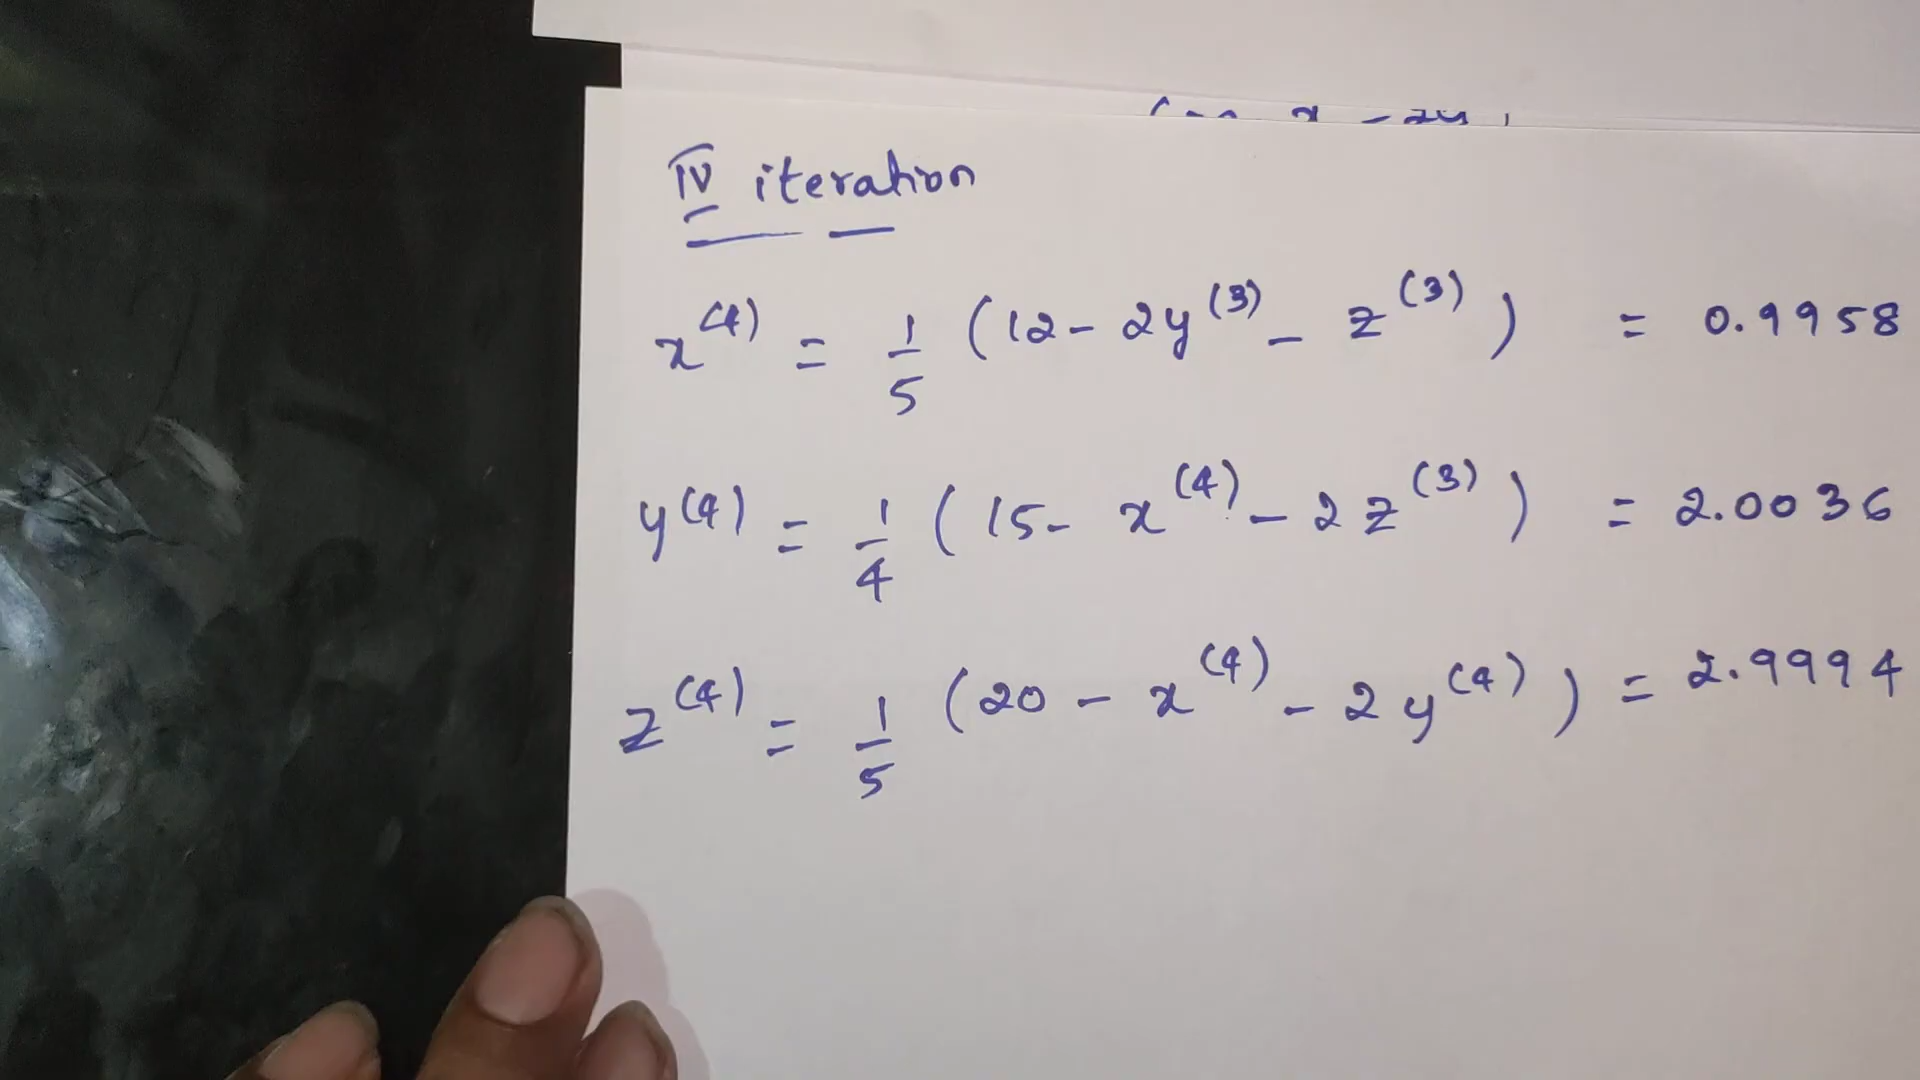 IV iteration
x^(4) = 1/5 (12 - 2y^(3) - z^(3)) = 0.9958
y^(4) = 1/4 (15 - x^(4) - 2z^(3)) = 2.0036
z^(4) = 1/5 (20 - x^(4) - 2y^(4)) = 2.9994